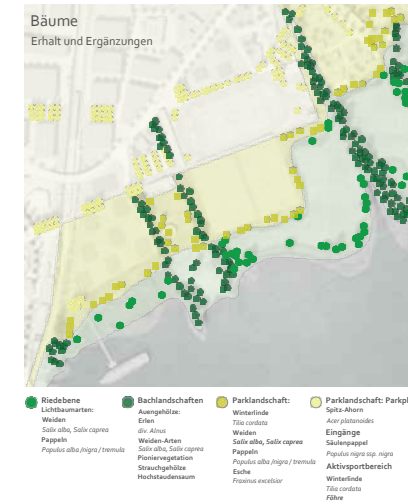 Bäume
Erhalt und Ergänzungen
Riedebene
Lichtbaumarten:
Weiden
Salix alba, Salix caprea
Pappeln
Populus alba /nigra / tremula
Bachlandschaften
Auengehölze:
Erlen
div. Alnus
Weiden-Arten
Salix alba, Salix caprea
Pioniervegetation
Strauchgehölze
Hochstaudensaum
Parklandschaft:
Winterlinde
Tilia cordata
Weiden
Salix alba, Salix caprea
Pappeln
Populus alba /nigra / tremula
Esche
Fraxinus excelsior
Parklandschaft: Parkpl
Spitz-Ahorn
Acer platanoides
Eingänge
Säulenpappel
Populus nigra ssp. nigra
Aktivsportbereich
Winterlinde
Tilia cordata
Föhre